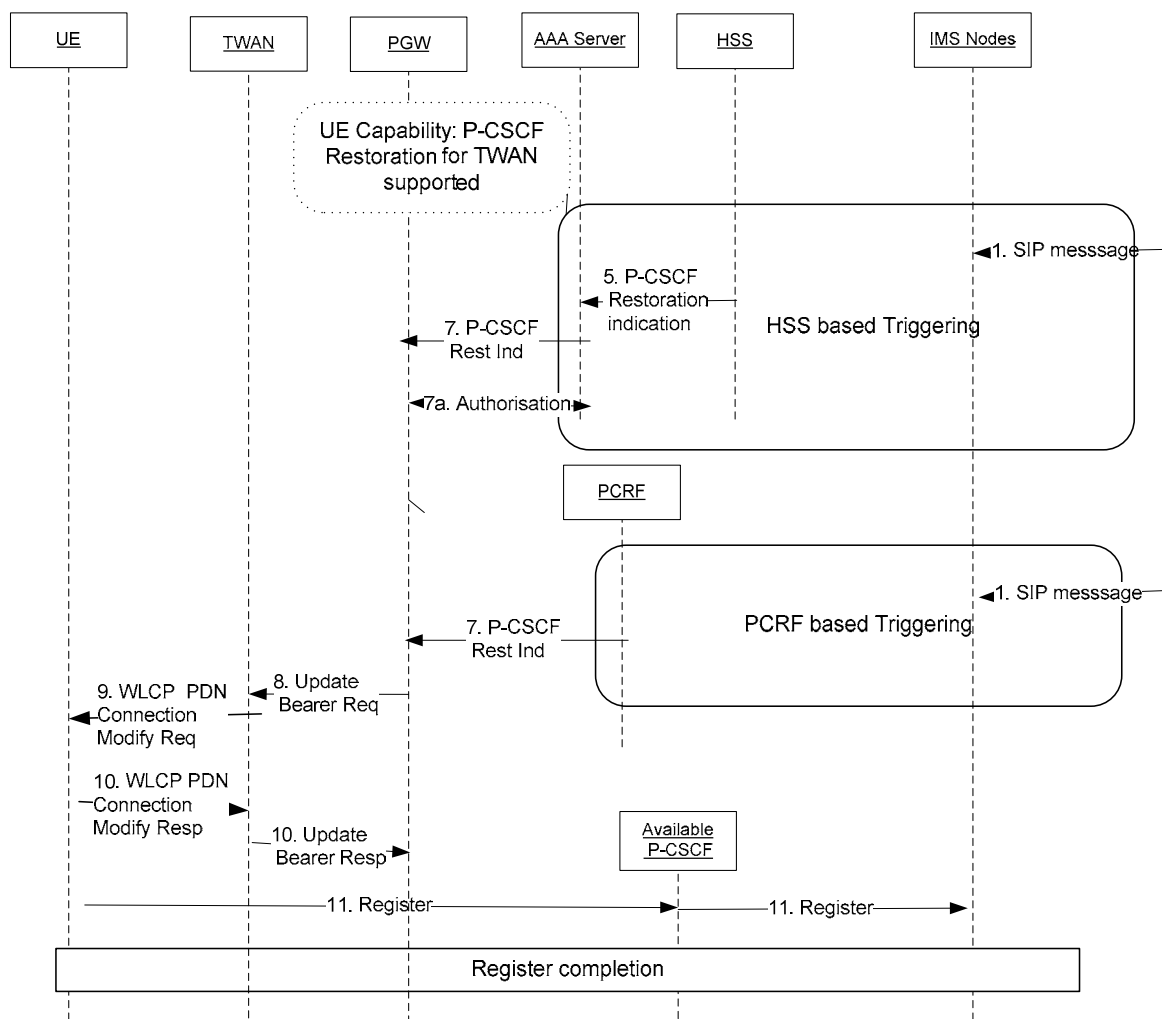 UE
TWAN
PGW
AAA Server
HSS
IMS Nodes
UE Capability: P-CSCF
Restoration for TWAN
supported
1. SIP messsage
5. P-CSCF
Restoration
indication
HSS based Triggering
7. P-CSCF
Rest Ind
7a. Authorisation
PCRF
1. SIP messsage
PCRF based Triggering
7. P-CSCF
Rest Ind
8. Update
Bearer Req
9. WLCP PDN
Connection
Modify Req
10. WLCP PDN
Connection
Modify Resp
10. Update
Bearer Resp
Available
P-CSCF
11. Register
11. Register
Register completion